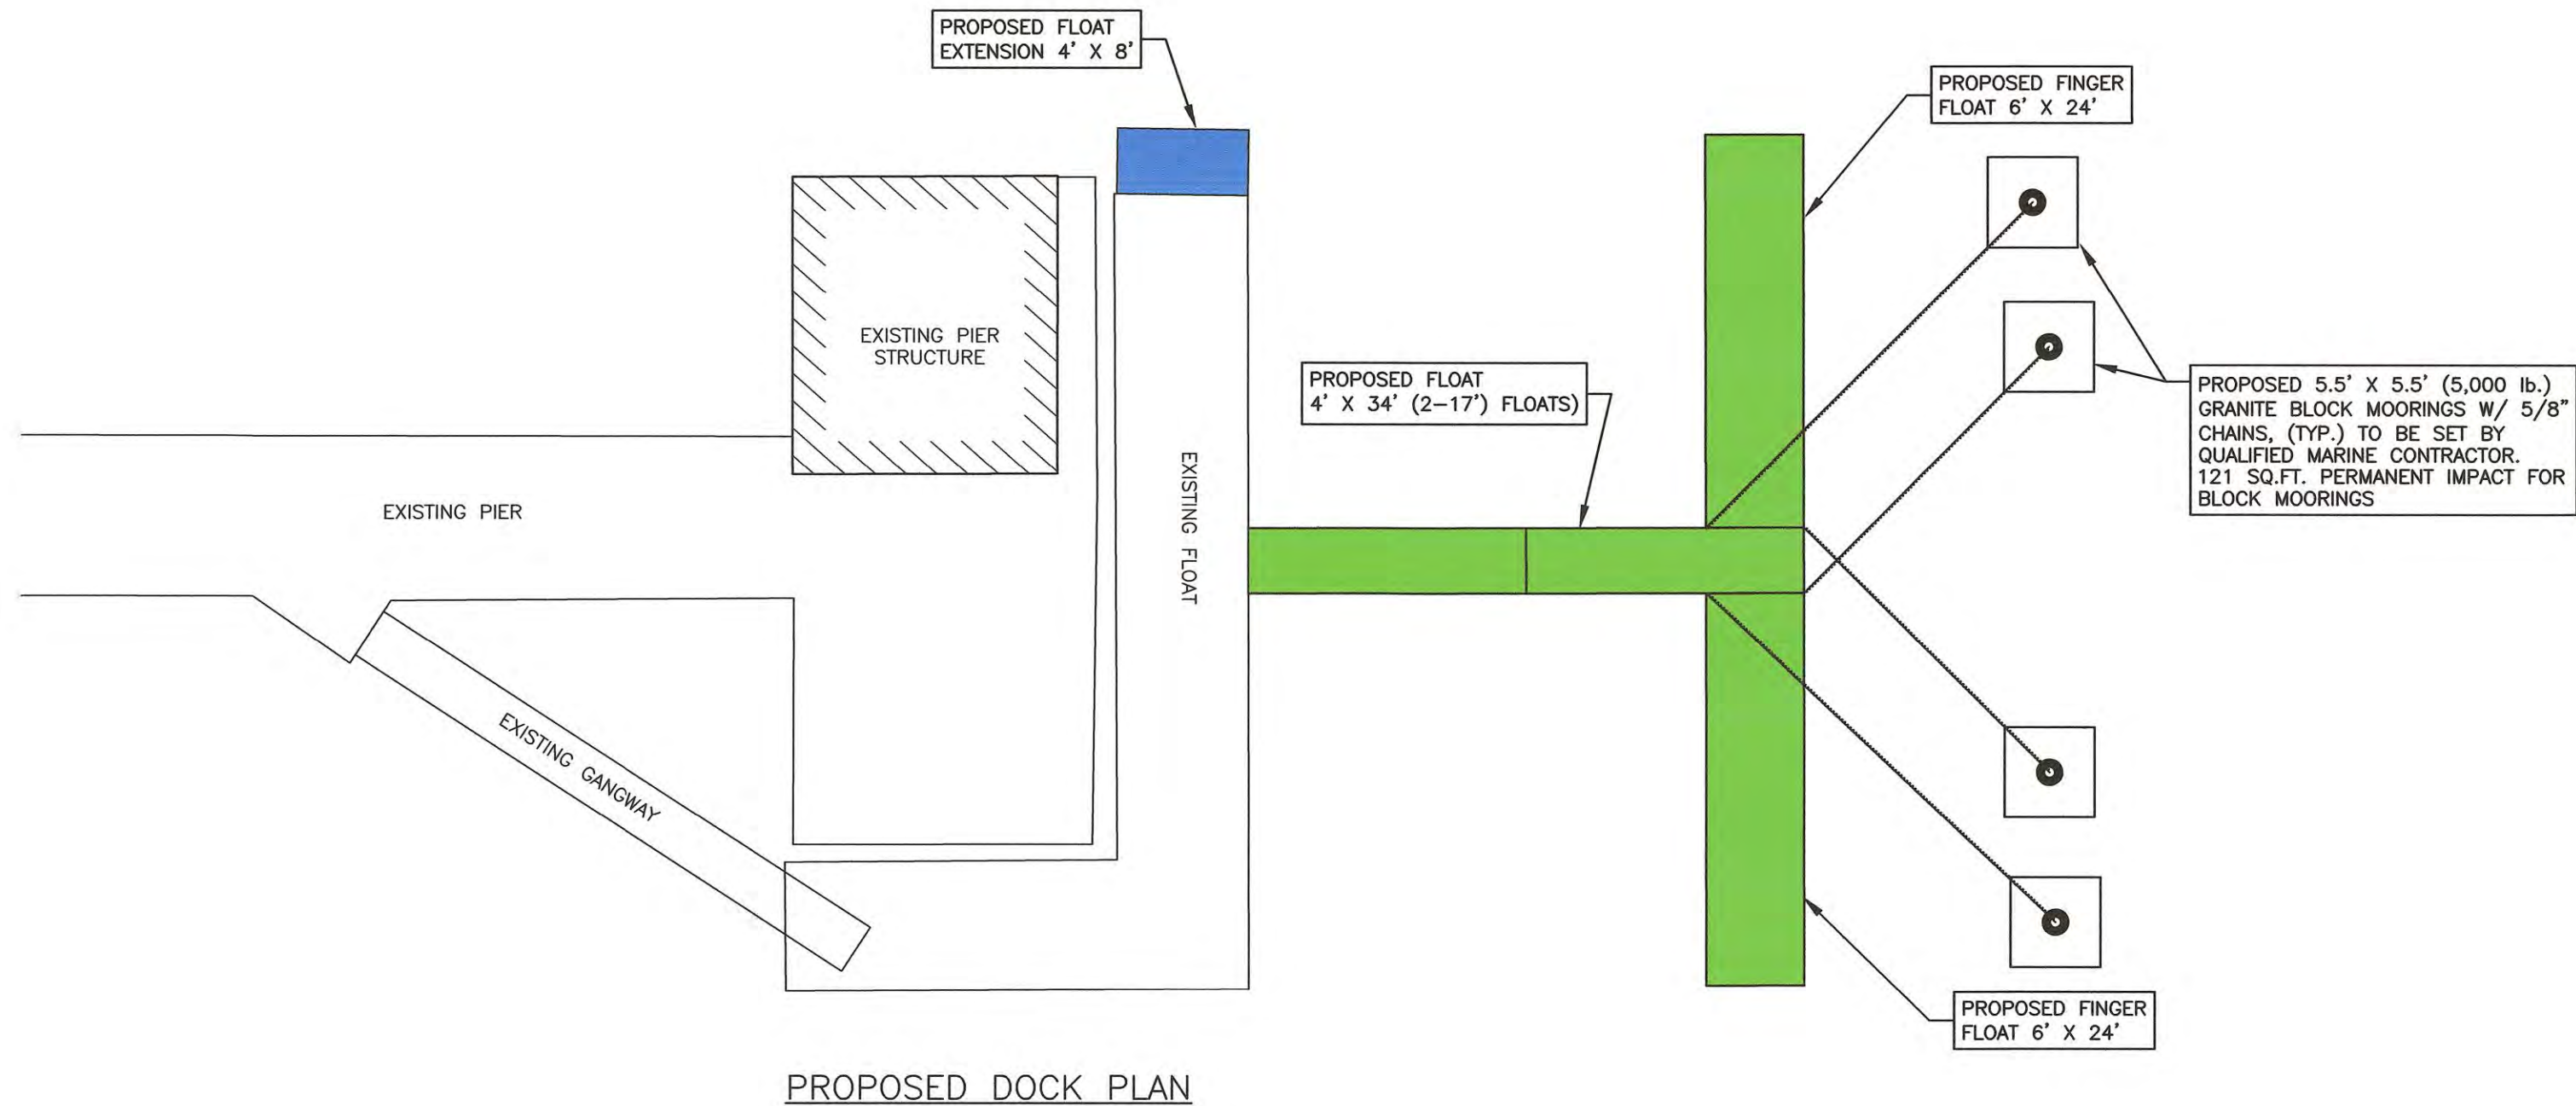 PROPOSED FLOAT
EXTENSION 4' X 8'
PROPOSED FINGER
FLOAT 6' X 24'
EXISTING PIER
STRUCTURE
PROPOSED FLOAT
4' X 34' (2–17') FLOATS)
PROPOSED 5.5' X 5.5' (5,000 lb.)
GRANITE BLOCK MOORINGS W/ 5/8"
CHAINS, (TYP.) TO BE SET BY
QUALIFIED MARINE CONTRACTOR.
121 SQ.FT. PERMANENT IMPACT FOR
BLOCK MOORINGS
EXISTING PIER
EXISTING FLOAT
EXISTING GANGWAY
PROPOSED FINGER
FLOAT 6' X 24'
PROPOSED DOCK PLAN